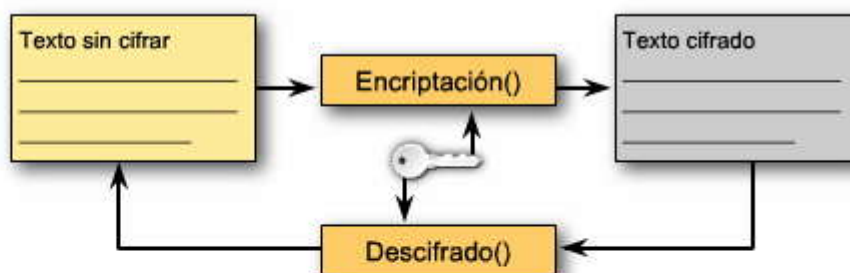 Texto sin cifrar
Encriptación()
Texto cifrado
Descifrado()